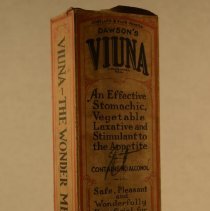 DAWSON'S
VIUNA
An Effective
Stomachic,
Vegetable
Laxative and
Stimulant to
the Appetite
CONTAINS NO ALCOHOL
Safe, Pleasant
and
Wonderfully
VIUNA—THE WONDER